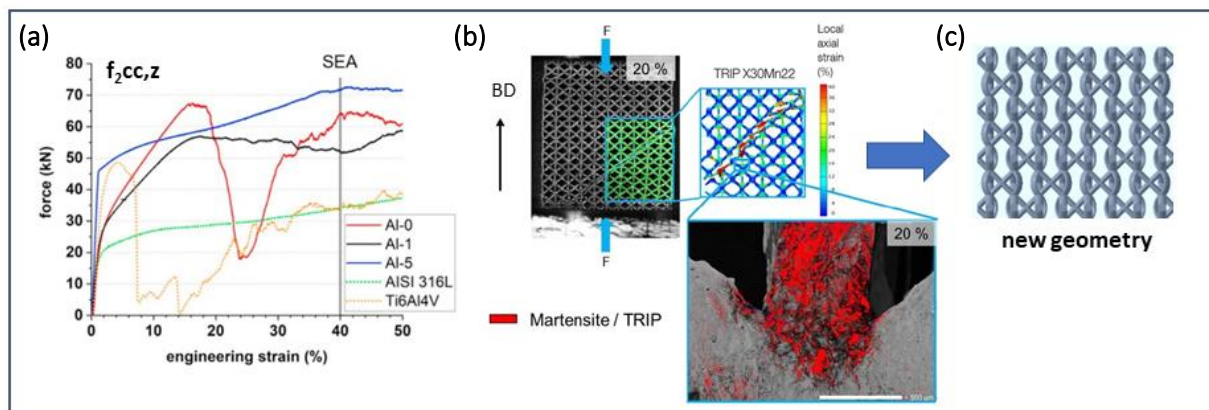 (a)
f₂cc,z
SEA
80
70
60
50
40
30
20
10
0
force (kN)
0 10 20 30 40 50
engineering strain (%)
Al-0
Al-1
Al-5
AISI 316L
Ti6Al4V
(b)
F
20 %
BD
F
TRIP X30Mn22
Local
axial
strain
(%)
20 %
Martensite / TRIP
(c)
new geometry